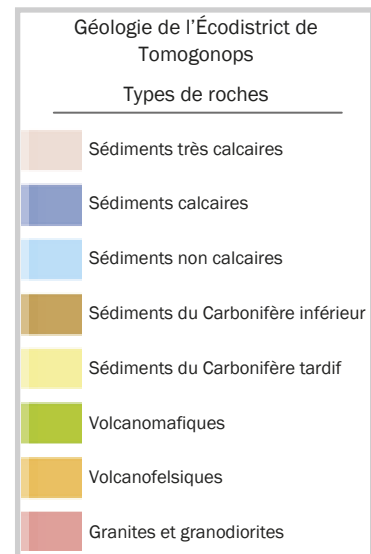 Géologie de l'Écodistrict de
Tomogonops
Types de roches
Sédiments très calcaires
Sédiments calcaires
Sédiments non calcaires
Sédiments du Carbonifère inférieur
Sédiments du Carbonifère tardif
Volcanomafiques
Volcanofelsiques
Granites et granodiorites